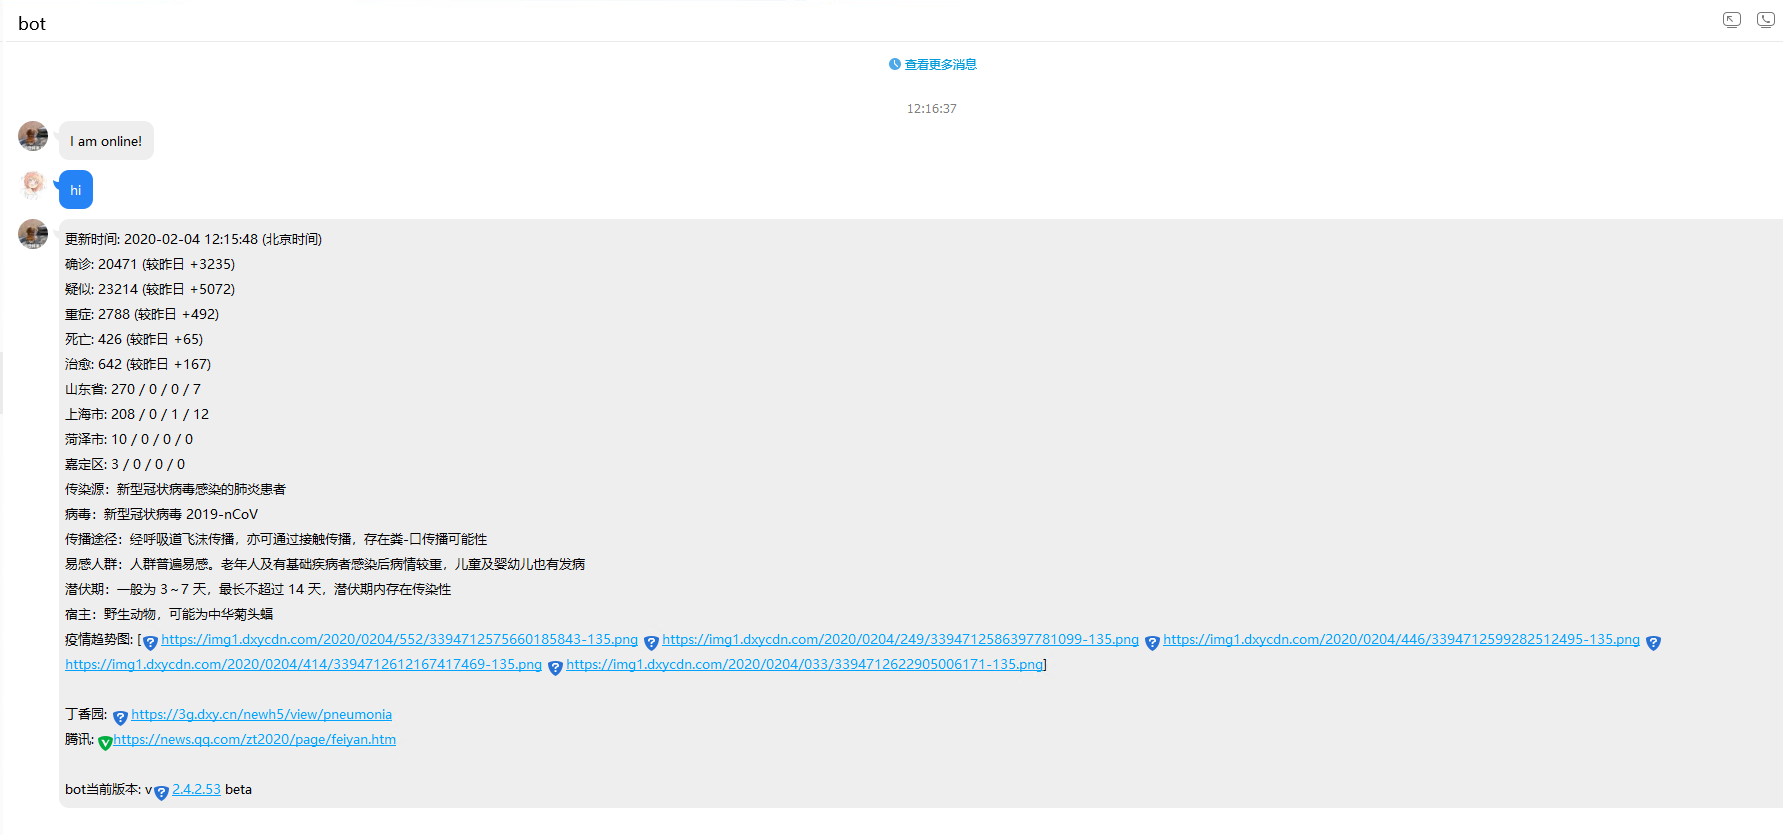 bot
查看更多消息
12:16:37
I am online!
hi
更新时间: 2020-02-04 12:15:48 (北京时间)
确诊: 20471 (较昨日 +3235)
疑似: 23214 (较昨日 +5072)
重症: 2788 (较昨日 +492)
死亡: 426 (较昨日 +65)
治愈: 642 (较昨日 +167)
山东省: 270 / 0 / 0 / 7
上海市: 208 / 0 / 1 / 12
菏泽市: 10 / 0 / 0 / 0
嘉定区: 3 / 0 / 0 / 0
传染源：新型冠状病毒感染的肺炎患者
病毒：新型冠状病毒 2019-nCoV
传播途径：经呼吸道飞沫传播，亦可通过接触传播，存在粪-口传播可能性
易感人群：人群普遍易感。老年人及有基础疾病者感染后病情较重，儿童及婴幼儿也有发病
潜伏期：一般为 3～7 天，最长不超过 14 天，潜伏期内存在传染性
宿主：野生动物，可能为中华菊头蝠
疫情趋势图: [https://img1.dxycdn.com/2020/0204/552/3394712575660185843-135.png https://img1.dxycdn.com/2020/0204/249/3394712586397781099-135.png https://img1.dxycdn.com/2020/0204/446/3394712599282512495-135.png
https://img1.dxycdn.com/2020/0204/414/3394712612167417469-135.png https://img1.dxycdn.com/2020/0204/033/3394712622905006171-135.png]
丁香园: https://3g.dxy.cn/newh5/view/pneumonia
腾讯: https://news.qq.com/zt2020/page/feiyan.htm
bot当前版本: v2.4.2.53 beta